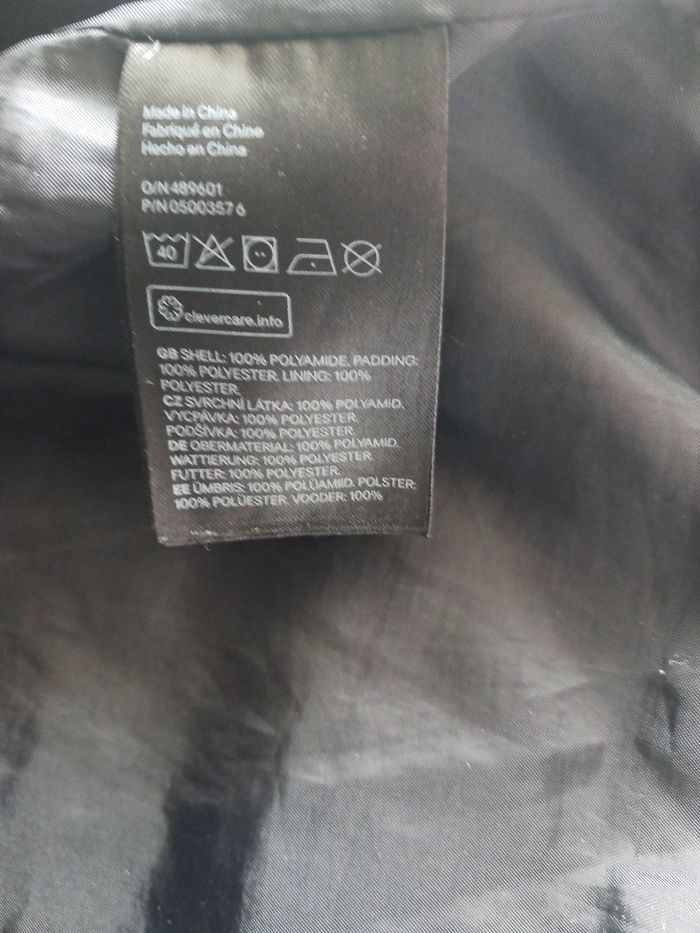 Made in China
Fabriqué en Chine
Hecho en China
O/N 489601
P/N 05003576
40
clevercare.info
GB SHELL: 100% POLYAMIDE, PADDING:
100% POLYESTER. LINING: 100%
POLYESTER.
CZ SVRCHNÍ LÁTKA: 100% POLYAMID.
VYCPÁVKA: 100% POLYESTER.
PODŠÍVKA: 100% POLYESTER.
DE OBERMATERIAL: 100% POLYAMID.
WATTIERUNG: 100% POLYESTER.
FUTTER: 100% POLYESTER.
EE ÜMBRIS: 100% POLÜAMIID. POLSTER:
100% POLÜESTER. VOODER: 100%